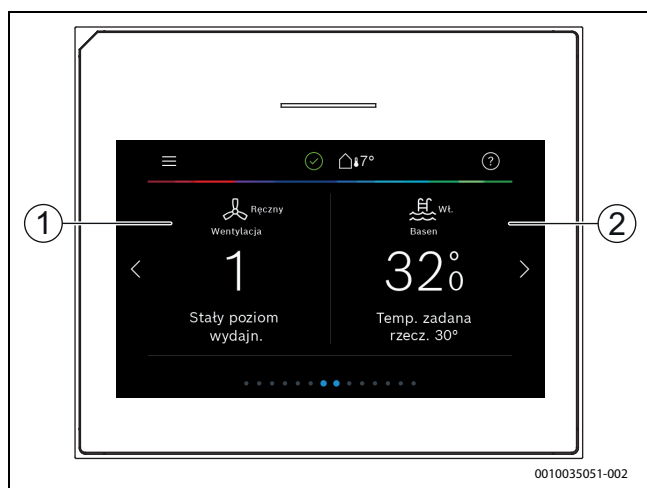 7°
?
Ręczny
Wentylacja
1
Stały poziom
wydajn.
Wł.
Basen
32°0
Temp. zadana
rzecz. 30°
1
2
0010035051-002